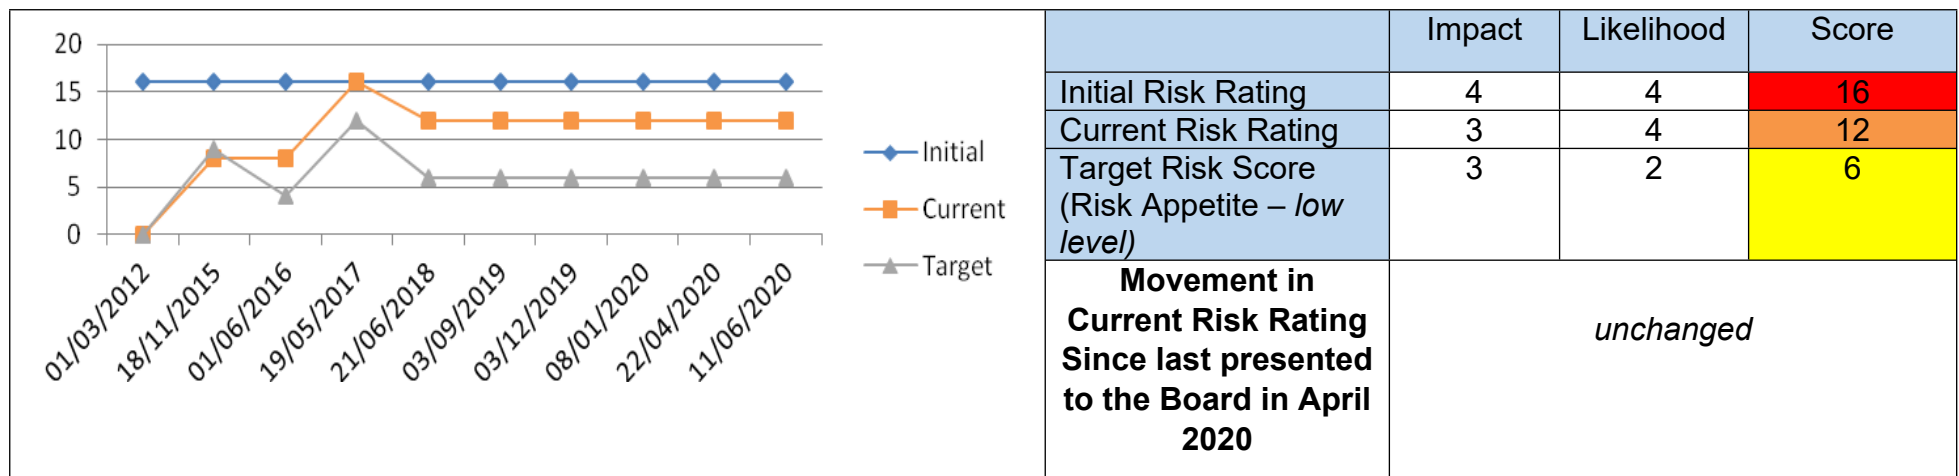 20
15
10
5
0
01/03/2012
18/11/2015
01/06/2016
19/05/2017
21/06/2018
03/09/2019
03/12/2019
08/01/2020
22/04/2020
11/06/2020
Initial
Current
Target
Impact Likelihood Score
Initial Risk Rating 4 4 16
Current Risk Rating 3 4 12
Target Risk Score 3 2 6
(Risk Appetite – low
level)
Movement in
Current Risk Rating
Since last presented
to the Board in April
2020
unchanged